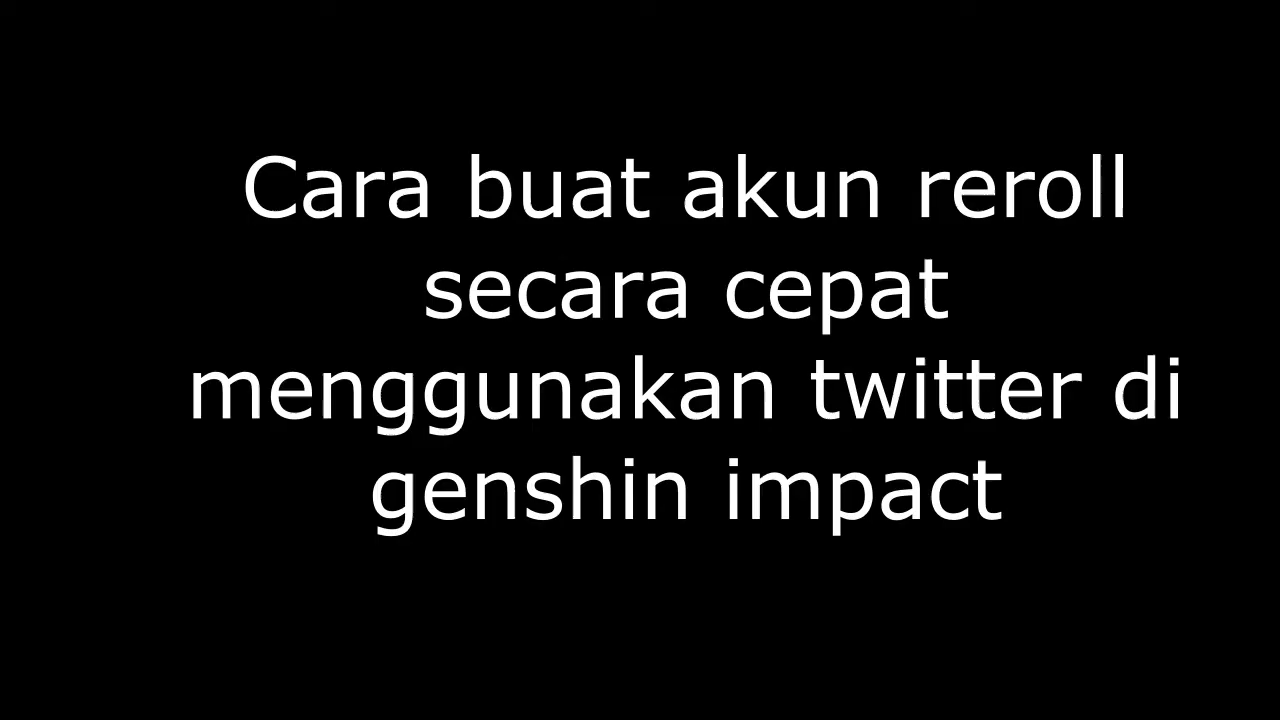 Cara buat akun reroll
secara cepat
menggunakan twitter di
genshin impact